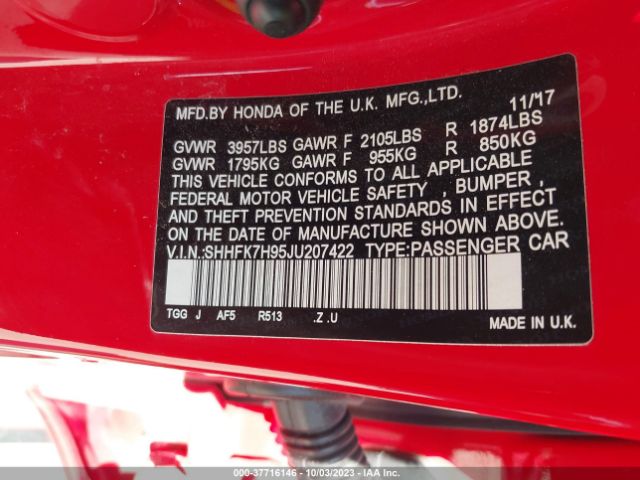 MFD.BY HONDA OF THE U.K. MFG.,LTD. 11/'17
GVWR 3957LBS GAWR F 2105LBS R 1874LBS
GVWR 1795KG GAWR F 955KG R 850KG
THIS VEHICLE CONFORMS TO ALL APPLICABLE
FEDERAL MOTOR VEHICLE SAFETY , BUMPER ,
AND THEFT PREVENTION STANDARDS IN EFFECT
ON THE DATE OF MANUFACTURE SHOWN ABOVE.
V.I.N.:SHHFK7H95JU207422 TYPE:PASSENGER CAR
TGG J AF5 R513 .Z .U
MADE IN U.K.
000-37716146 - 10/03/2023 - IAA Inc.